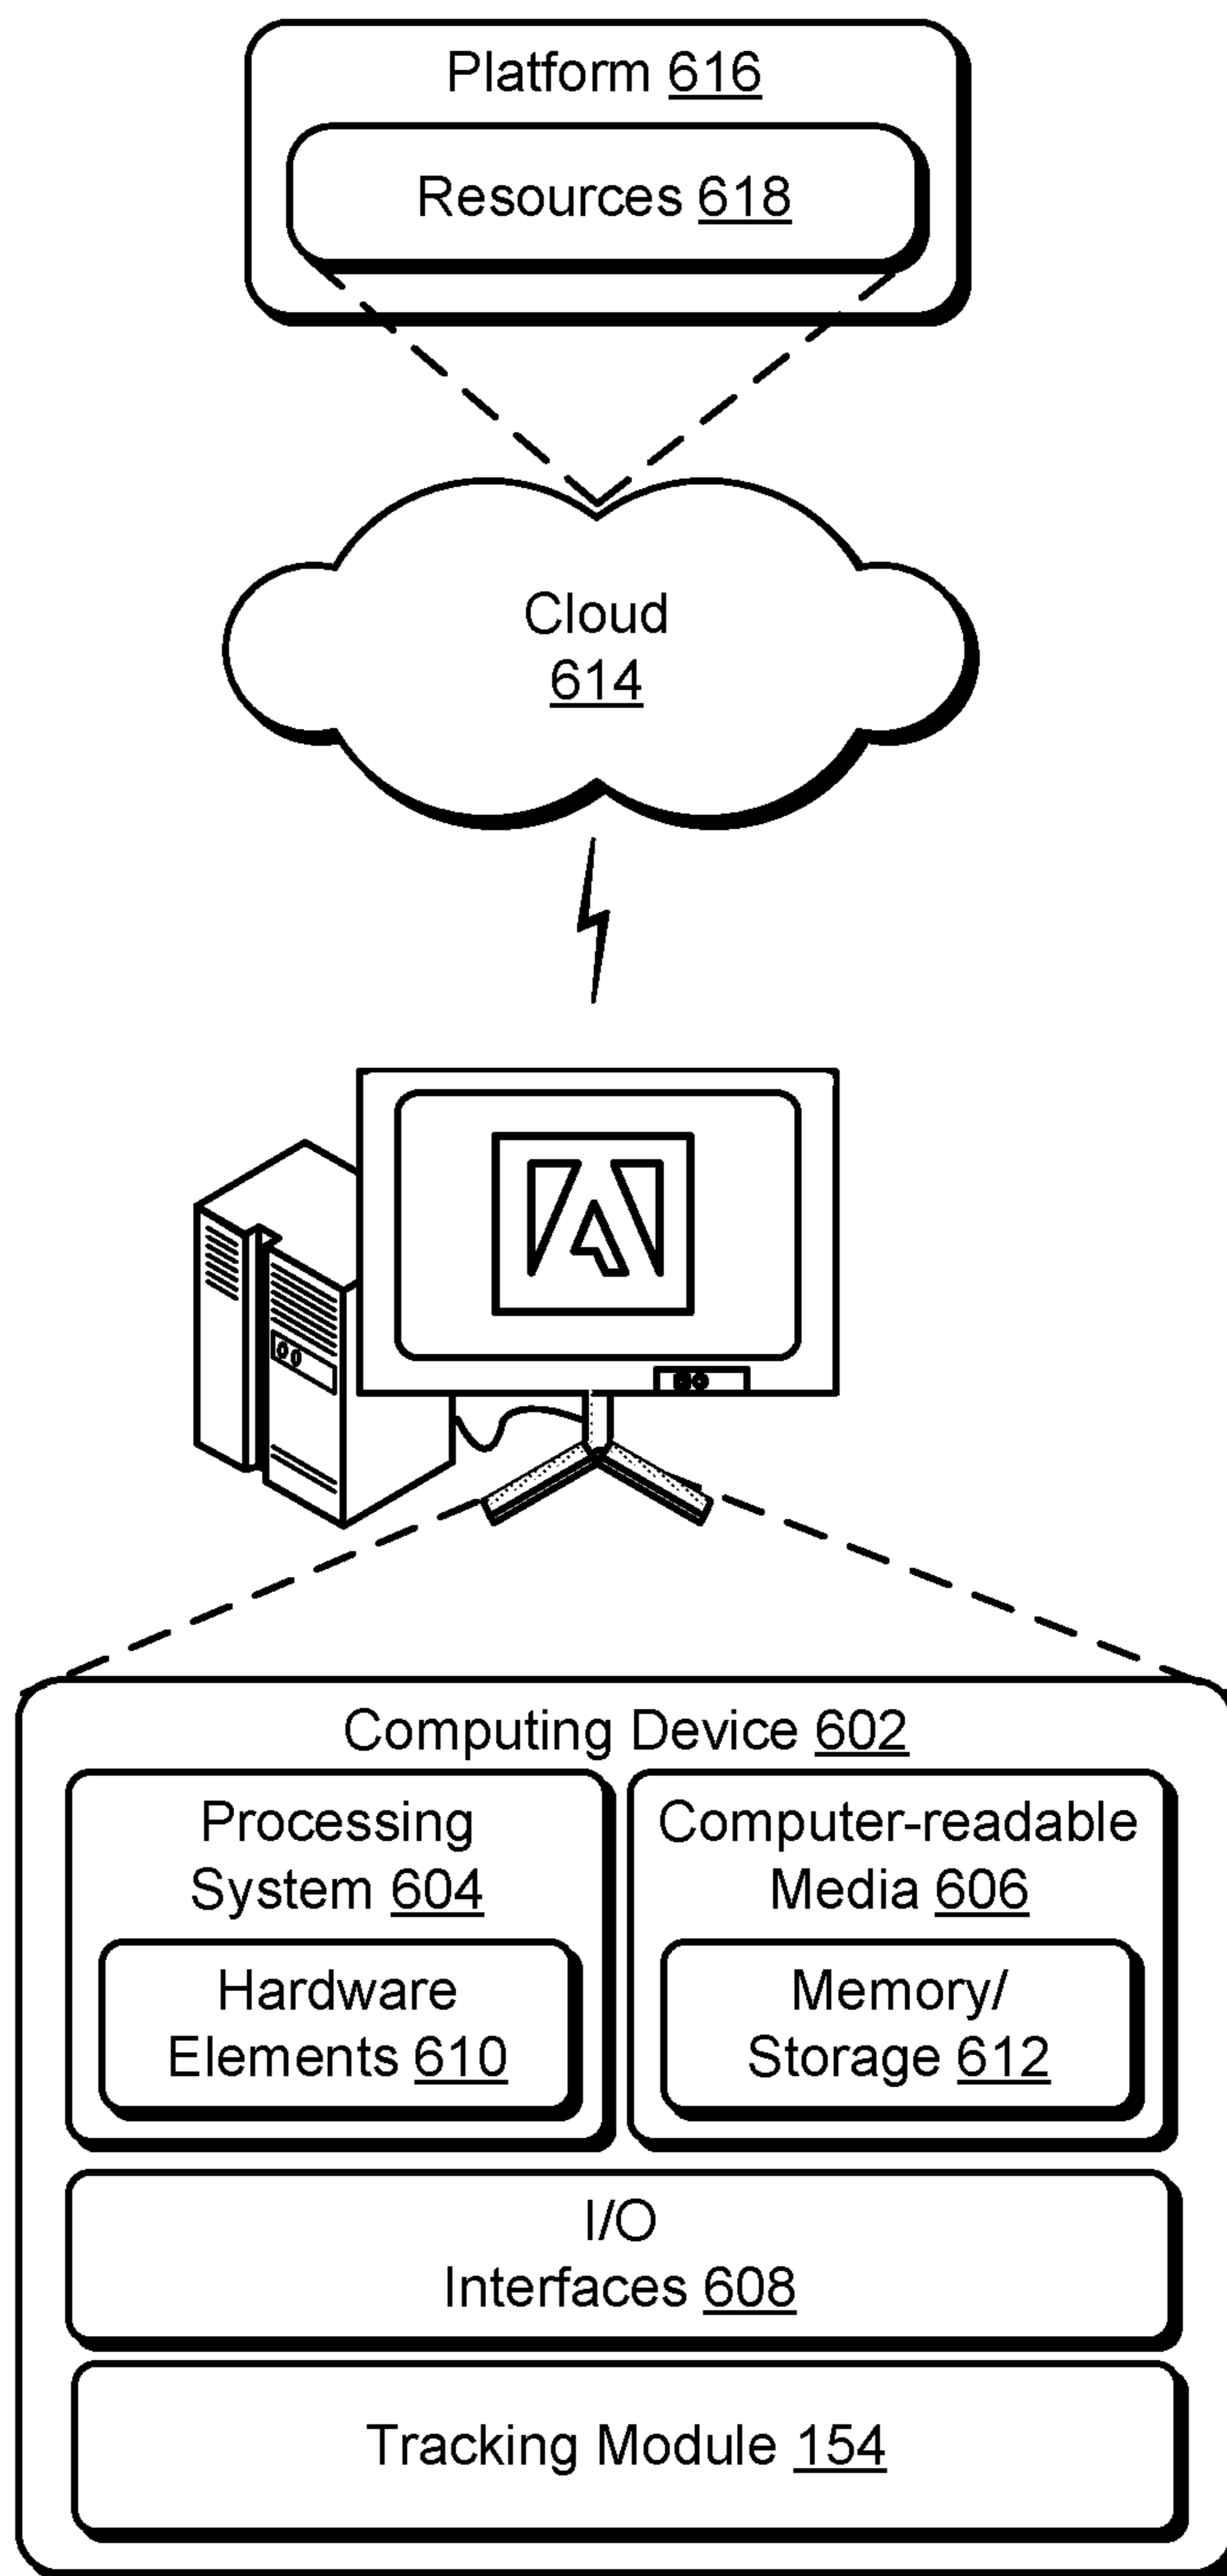 Platform 616
Resources 618
Cloud
614
Computing Device 602
Processing
System 604
Hardware
Elements 610
Computer-readable
Media 606
Memory/
Storage 612
I/O
Interfaces 608
Tracking Module 154